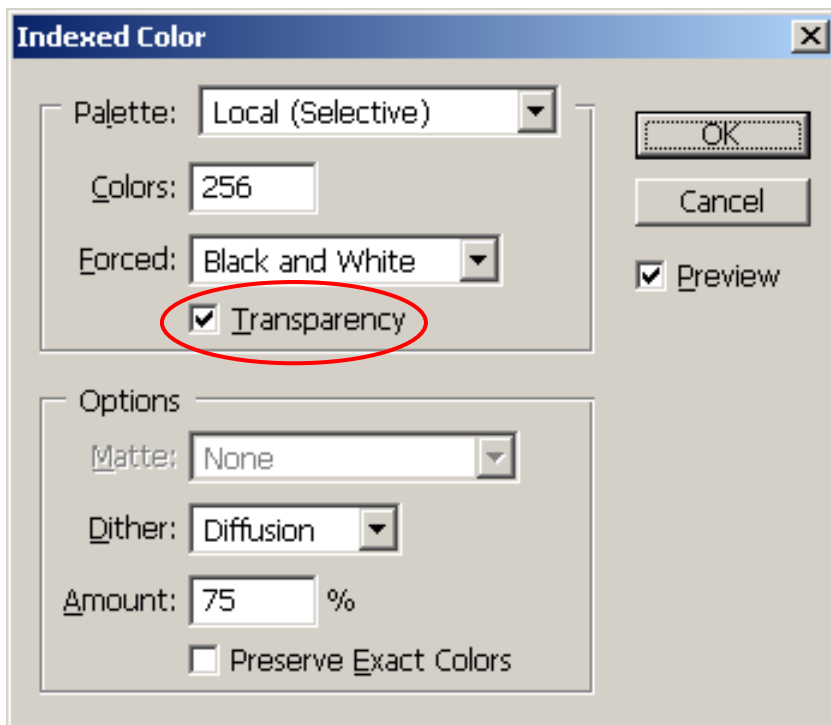 Indexed Color
Palette: Local (Selective)
OK
Colors: 256
Cancel
Forced: Black and White
Preview
Transparency
Options
Matte: None
Dither: Diffusion
Amount: 75 %
Preserve Exact Colors